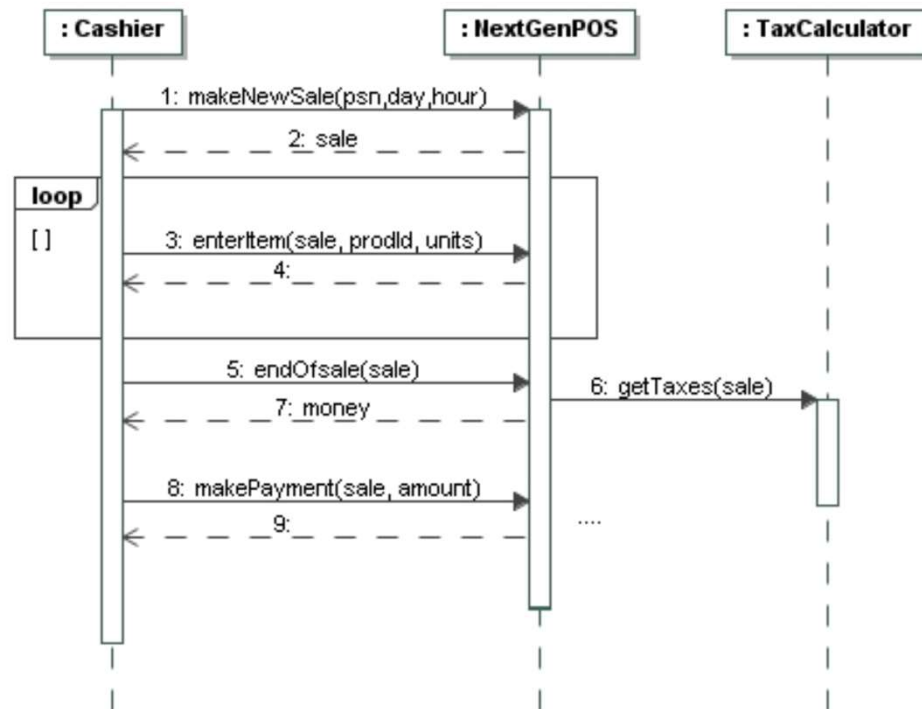 : Cashier
: NextGenPOS
: TaxCalculator
1: makeNewSale(psn,day,hour)
2: sale
loop
[ ]
3: enterItem(sale, prodId, units)
4:
5: endOfsale(sale)
6: getTaxes(sale)
7: money
8: makePayment(sale, amount)
9:
....